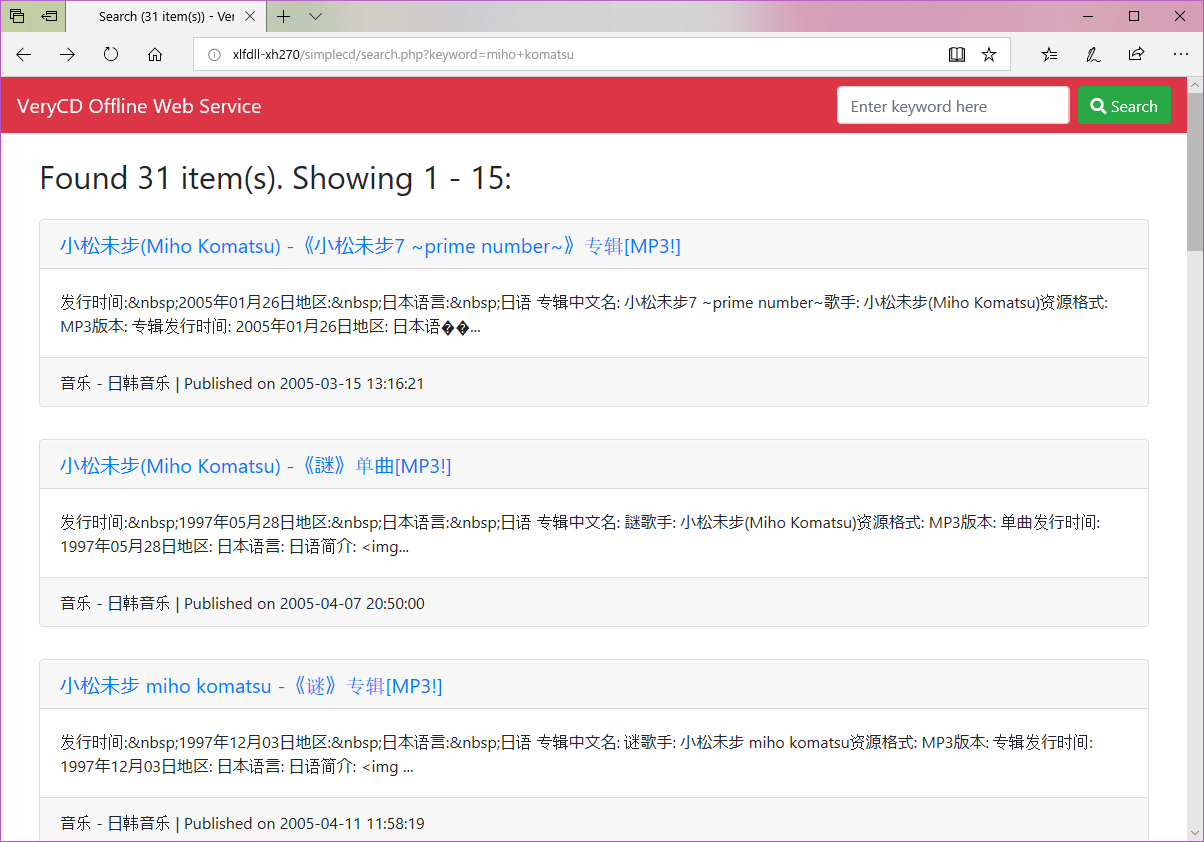 Search (31 item(s)) - Ver
xlfdll-xh270/simplecd/search.php?keyword=miho+komatsu
VeryCD Offline Web Service
Enter keyword here
Search
Found 31 item(s). Showing 1 - 15:
小松未步(Miho Komatsu) -《小松未步7 ~prime number~》专辑[MP3!]
发行时间:&nbsp;2005年01月26日地区:&nbsp;日本语言:&nbsp;日语 专辑中文名: 小松未步7 ~prime number~歌手: 小松未步(Miho Komatsu)资源格式:
MP3版本: 专辑发行时间: 2005年01月26日地区: 日本语��...
音乐 - 日韩音乐 | Published on 2005-03-15 13:16:21
小松未步(Miho Komatsu) -《謎》单曲[MP3!]
发行时间:&nbsp;1997年05月28日地区:&nbsp;日本语言:&nbsp;日语 专辑中文名: 謎歌手: 小松未步(Miho Komatsu)资源格式: MP3版本: 单曲发行时间:
1997年05月28日地区: 日本语言: 日语简介: <img...
音乐 - 日韩音乐 | Published on 2005-04-07 20:50:00
小松未步 miho komatsu -《谜》专辑[MP3!]
发行时间:&nbsp;1997年12月03日地区:&nbsp;日本语言:&nbsp;日语 专辑中文名: 谜歌手: 小松未步 miho komatsu资源格式: MP3版本: 专辑发行时间:
1997年12月03日地区: 日本语言: 日语简介: <img ...
音乐 - 日韩音乐 | Published on 2005-04-11 11:58:19